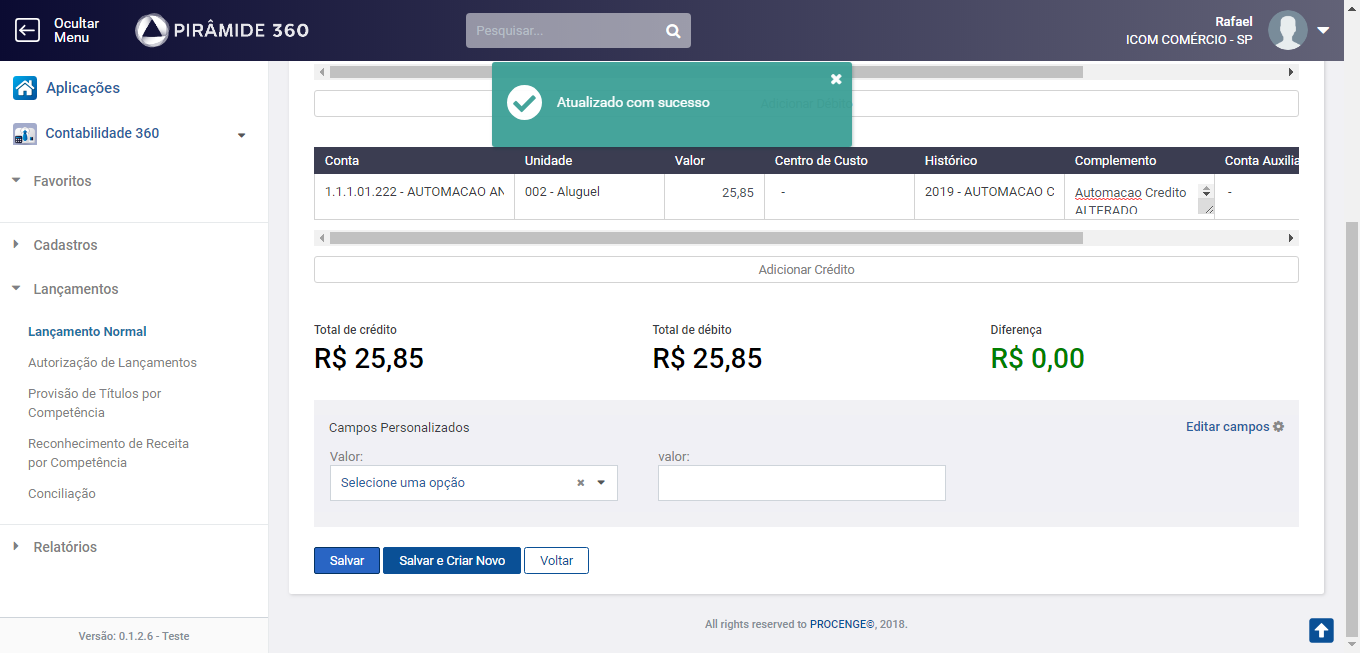 Ocultar
Menu
PIRÂMIDE 360
Pesquisar...
Rafael
ICOM COMÉRCIO - SP
Aplicações
Contabilidade 360
Favoritos
Cadastros
Lançamentos
Lançamento Normal
Autorização de Lançamentos
Provisão de Títulos por
Competência
Reconhecimento de Receita
por Competência
Conciliação
Relatórios
Versão: 0.1.2.6 - Teste
Atualizado com sucesso
Adicionar Débito
Conta Unidade Valor Centro de Custo Histórico Complemento Conta Auxilia
1.1.1.01.222 - AUTOMACAO AN 002 - Aluguel 25,85 - 2019 - AUTOMACAO C Automacao Credito -
ALTERADO
Adicionar Crédito
Total de crédito Total de débito Diferença
R$ 25,85 R$ 25,85 R$ 0,00
Campos Personalizados Editar campos
Valor: valor:
Selecione uma opção
Salvar Salvar e Criar Novo Voltar
All rights reserved to PROCENGE©, 2018.